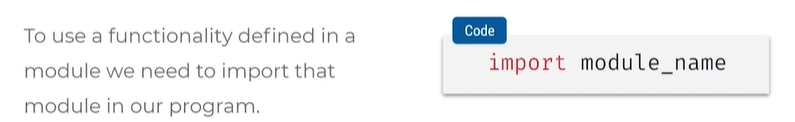 To use a functionality defined in a
module we need to import that
module in our program.
Code
import module_name